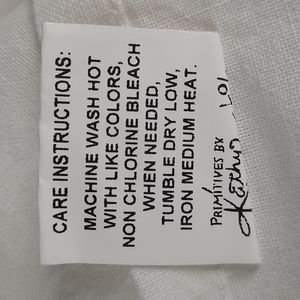 CARE INSTRUCTIONS:
MACHINE WASH HOT
WITH LIKE COLORS,
NON CHLORINE BLEACH
WHEN NEEDED,
TUMBLE DRY LOW,
IRON MEDIUM HEAT.
PRIMITIVES BY
Kathy